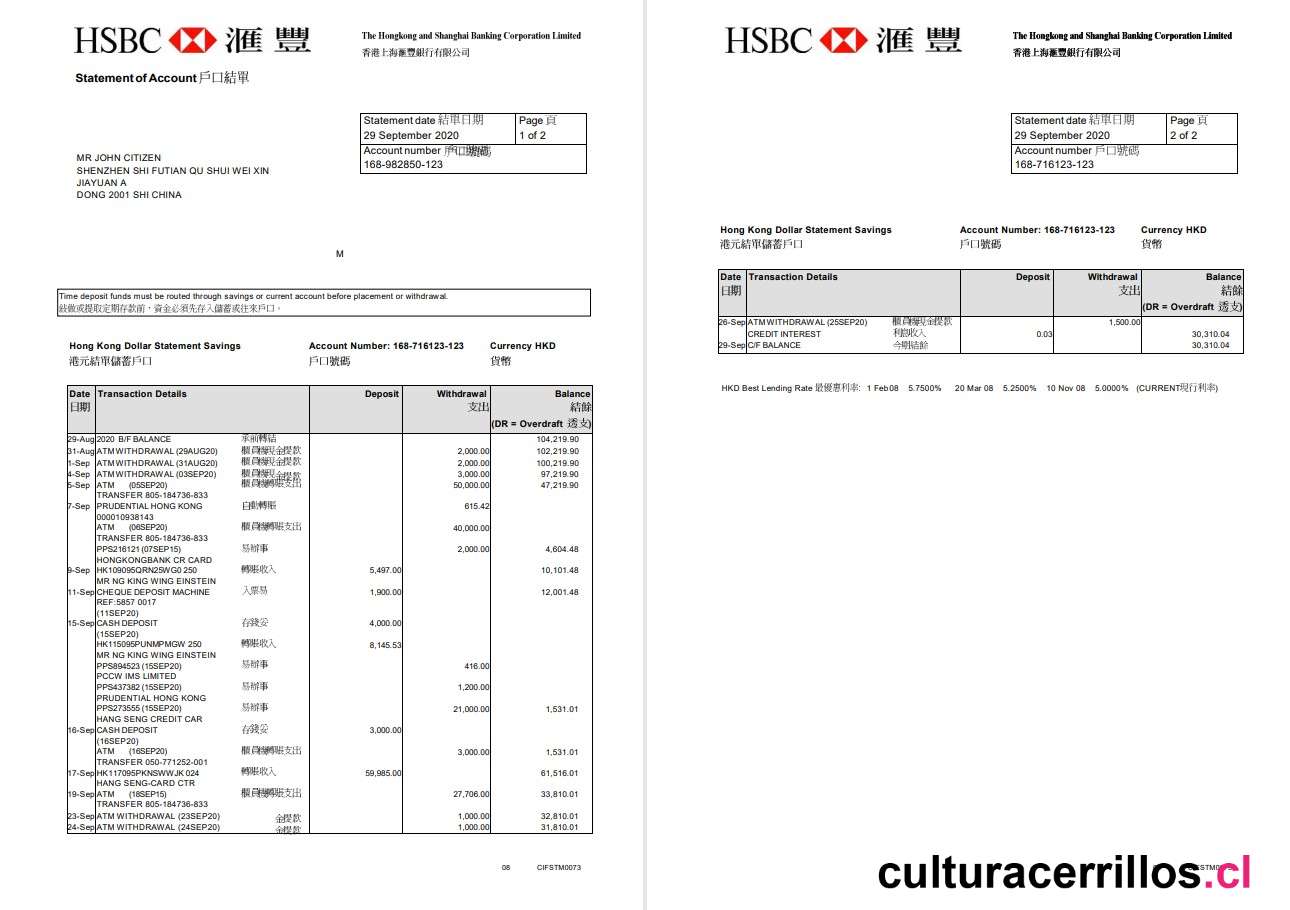 HSBC 滙豐
The Hongkong and Shanghai Banking Corporation Limited
香港上海滙豐銀行有限公司
Statement of Account 戶口結單
Statement date 結單日期
Page 頁
29 September 2020
1 of 2
Account number 戶口號碼
168-982850-123
MR JOHN CITIZEN
SHENZHEN SHI FUTIAN QU SHUI WEI XIN
JIAYUAN A
DONG 2001 SHI CHINA
M
Time deposit funds must be routed through savings or current account before placement or withdrawal.
敍做或提取定期存款前，資金必須先存入儲蓄或往來戶口。
Hong Kong Dollar Statement Savings Account Number: 168-716123-123 Currency HKD
港元結單儲蓄戶口 戶口號碼 貨幣
Date Transaction Details Deposit Withdrawal Balance
日期 支出 結餘
(DR = Overdraft 透支)
29-Aug 2020 B/F BALANCE 承前轉結 104,219.90
31-Aug ATM WITHDRAWAL (29AUG20) 櫃員機現金提款 2,000.00 102,219.90
1-Sep ATM WITHDRAWAL (31AUG20) 櫃員機現金提款 2,000.00 100,219.90
4-Sep ATM WITHDRAWAL (03SEP20) 櫃員機現金提款 3,000.00 97,219.90
5-Sep ATM (05SEP20) 櫃員機轉賬支出 50,000.00 47,219.90
TRANSFER 805-184736-833
7-Sep PRUDENTIAL HONG KONG 自動轉賬 615.42
000010938143
ATM (06SEP20) 櫃員機轉賬支出 40,000.00
TRANSFER 805-184736-833
PPS216121 (07SEP15) 易辦事 2,000.00 4,604.48
HONGKONGBANK CR CARD
9-Sep HK109095QRN25WG0 250 轉賬收入 5,497.00 10,101.48
MR NG KING WING EINSTEIN
11-Sep CHEQUE DEPOSIT MACHINE 入票易 1,900.00 12,001.48
REF:5857 0017
(11SEP20)
15-Sep CASH DEPOSIT 存錢妥 4,000.00
(15SEP20)
HK115095PUNMPMGW 250 轉賬收入 8,145.53
MR NG KING WING EINSTEIN
PPS894523 (15SEP20) 易辦事 416.00
PCCW IMS LIMITED
PPS437382 (15SEP20) 易辦事 1,200.00
PRUDENTIAL HONG KONG
PPS273555 (15SEP20) 易辦事 21,000.00 1,531.01
HANG SENG CREDIT CAR
16-Sep CASH DEPOSIT 存錢妥 3,000.00
(16SEP20)
ATM (16SEP20) 櫃員機轉賬支出 3,000.00 1,531.01
TRANSFER 050-771252-001
17-Sep HK117095PKNSWWJK 024 轉賬收入 59,985.00 61,516.01
HANG SENG-CARD CTR
19-Sep ATM (18SEP15) 櫃員機轉賬支出 27,706.00 33,810.01
TRANSFER 805-184736-833
23-Sep ATM WITHDRAWAL (23SEP20) 金提款 1,000.00 32,810.01
24-Sep ATM WITHDRAWAL (24SEP20) 金提款 1,000.00 31,810.01
08 CIFSTM0073
HSBC 滙豐
The Hongkong and Shanghai Banking Corporation Limited
香港上海滙豐銀行有限公司
Statement date 結單日期
Page 頁
29 September 2020
2 of 2
Account number 戶口號碼
168-716123-123
Hong Kong Dollar Statement Savings Account Number: 168-716123-123 Currency HKD
港元結單儲蓄戶口 戶口號碼 貨幣
Date Transaction Details Deposit Withdrawal Balance
日期 支出 結餘
(DR = Overdraft 透支)
26-Sep ATM WITHDRAWAL (25SEP20) 櫃員機現金提款 1,500.00
CREDIT INTEREST 利息收入 0.03 30,310.04
29-Sep C/F BALANCE 今期結餘 30,310.04
HKD Best Lending Rate 最優惠利率: 1 Feb 08 5.7500% 20 Mar 08 5.2500% 10 Nov 08 5.0000% (CURRENT現行利率)
culturacerrillos.cl